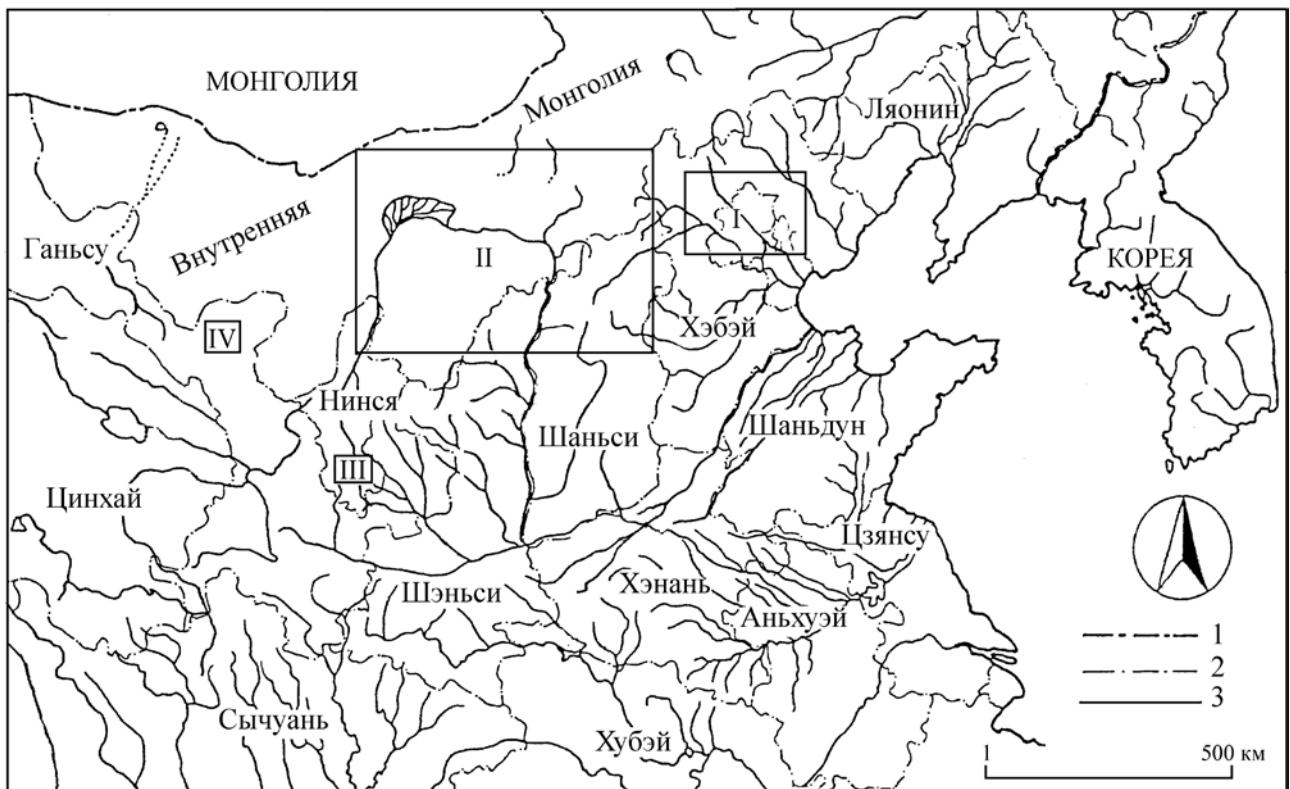 МОНГОЛИЯ
Монголия
Ляонин
Внутренняя
Ганьсу
I
II
КОРЕЯ
IV
Хэбэй
Нинся
Шаньси
Шаньдун
III
Цинхай
Цзянсу
Шэньси
Хэнань
Аньхуэй
1
2
3
Сычуань
Хубэй
1
500 км